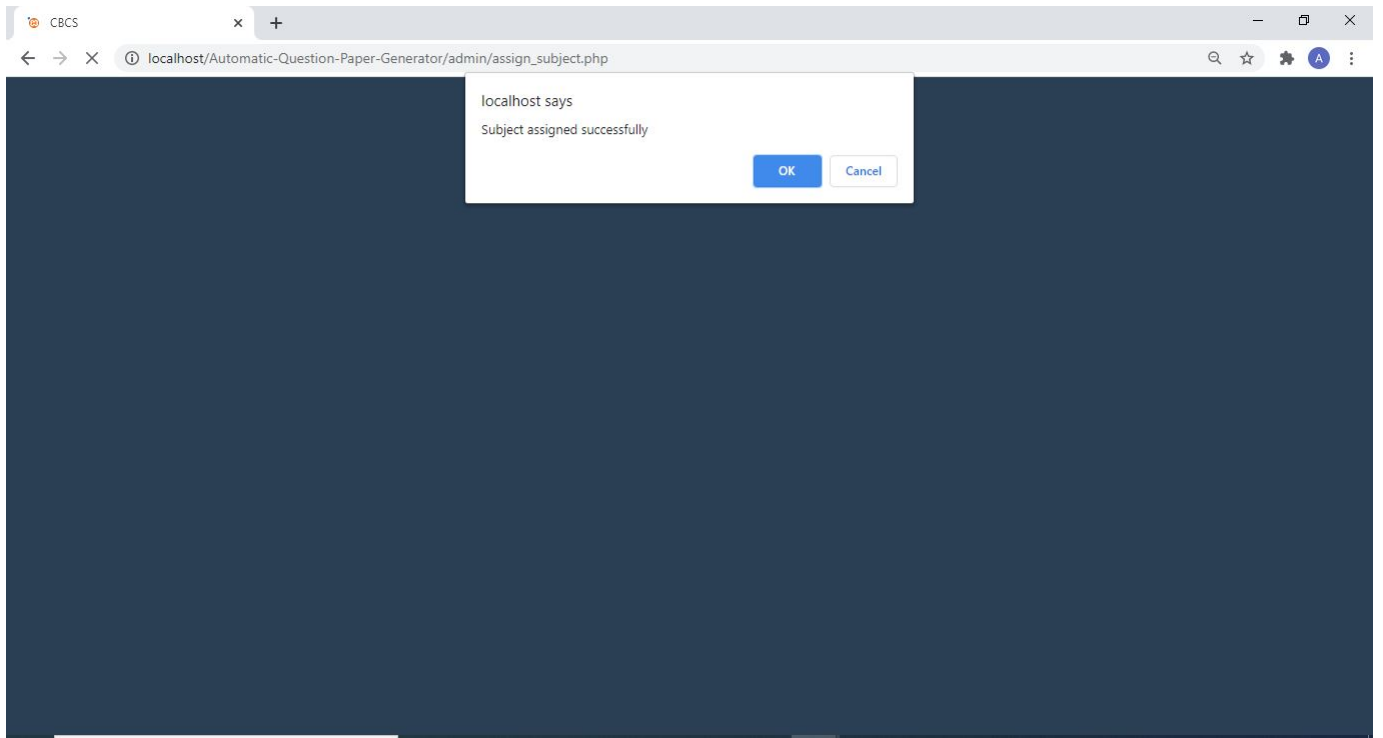 CBCS
localhost/Automatic-Question-Paper-Generator/admin/assign_subject.php
A
localhost says
Subject assigned successfully
OK
Cancel